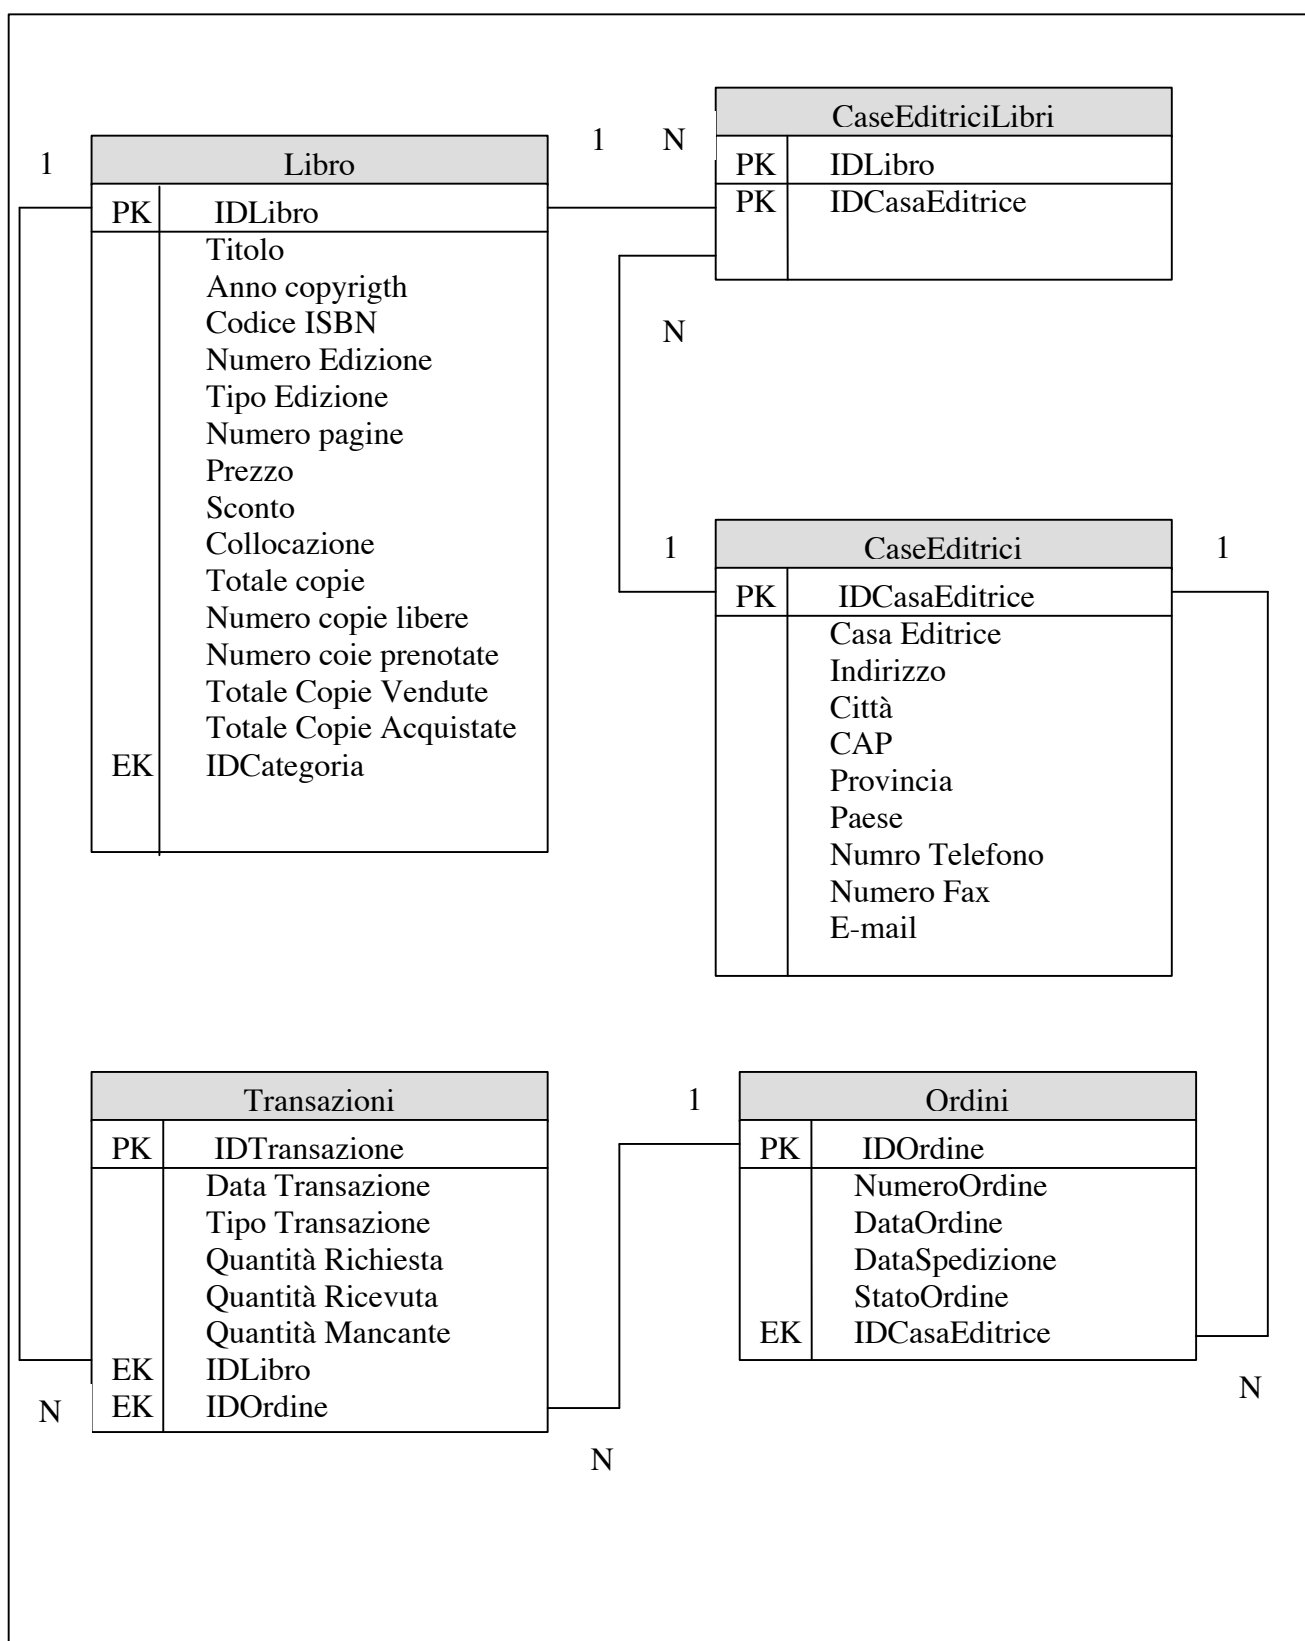 CaseEditriciLibri
PK IDLibro
PK IDCasaEditrice
1 N
N
1 Libro
PK IDLibro
Titolo
Anno copyrigth
Codice ISBN
Numero Edizione
Tipo Edizione
Numero pagine
Prezzo
Sconto
Collocazione
Totale copie
Numero copie libere
Numero coie prenotate
Totale Copie Vendute
Totale Copie Acquistate
EK IDCategoria
1 CaseEditrici 1
PK IDCasaEditrice
Casa Editrice
Indirizzo
Città
CAP
Provincia
Paese
Numro Telefono
Numero Fax
E-mail
Transazioni
PK IDTransazione
Data Transazione
Tipo Transazione
Quantità Richiesta
Quantità Ricevuta
Quantità Mancante
EK IDLibro
N EK IDOrdine
N
1 Ordini
PK IDOrdine
NumeroOrdine
DataOrdine
DataSpedizione
StatoOrdine
EK IDCasaEditrice
N